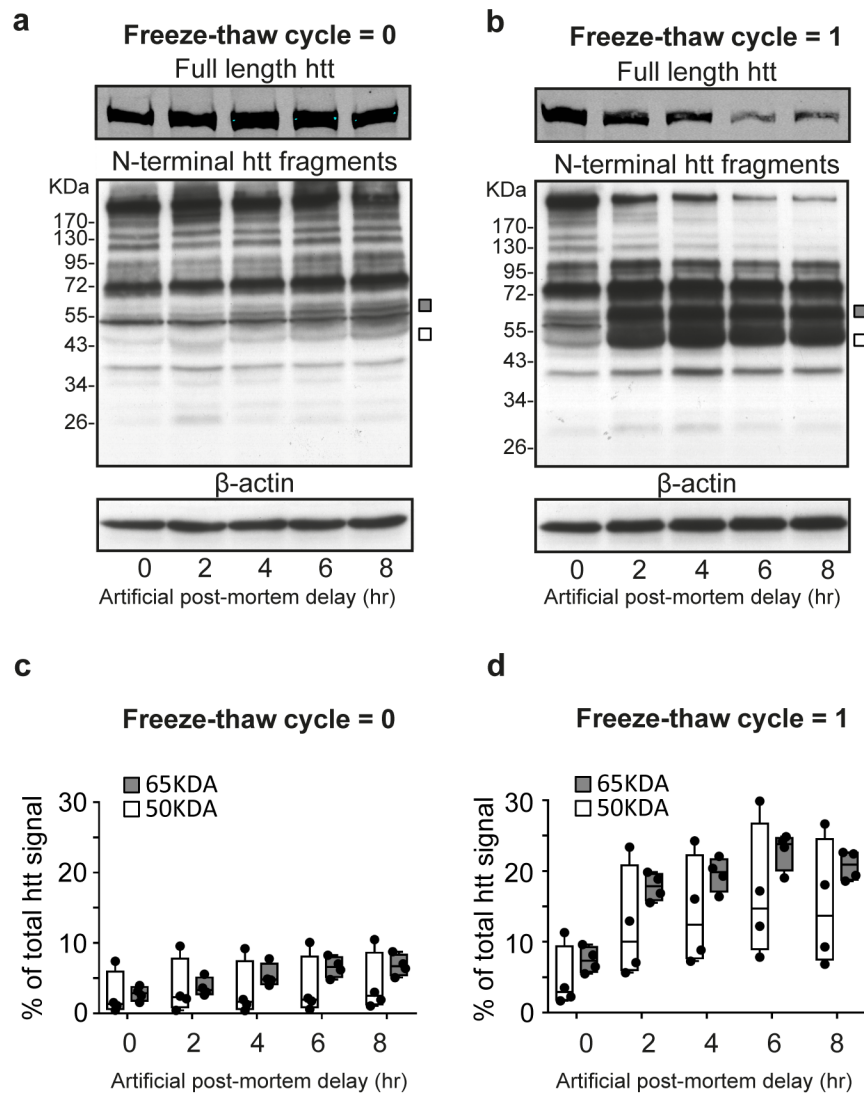 a
Freeze-thaw cycle = 0
Full length htt
N-terminal htt fragments
KDa
170-
130-
95-
72-
55-
43-
34-
26-
β-actin
0 2 4 6 8
Artificial post-mortem delay (hr)
b
Freeze-thaw cycle = 1
Full length htt
N-terminal htt fragments
KDa
170-
130-
95-
72-
55-
43-
34-
26-
β-actin
0 2 4 6 8
Artificial post-mortem delay (hr)
c
Freeze-thaw cycle = 0
65KDA
50KDA
% of total htt signal
30
20
10
0
0 2 4 6 8
Artificial post-mortem delay (hr)
d
Freeze-thaw cycle = 1
65KDA
50KDA
% of total htt signal
30
20
10
0
0 2 4 6 8
Artificial post-mortem delay (hr)